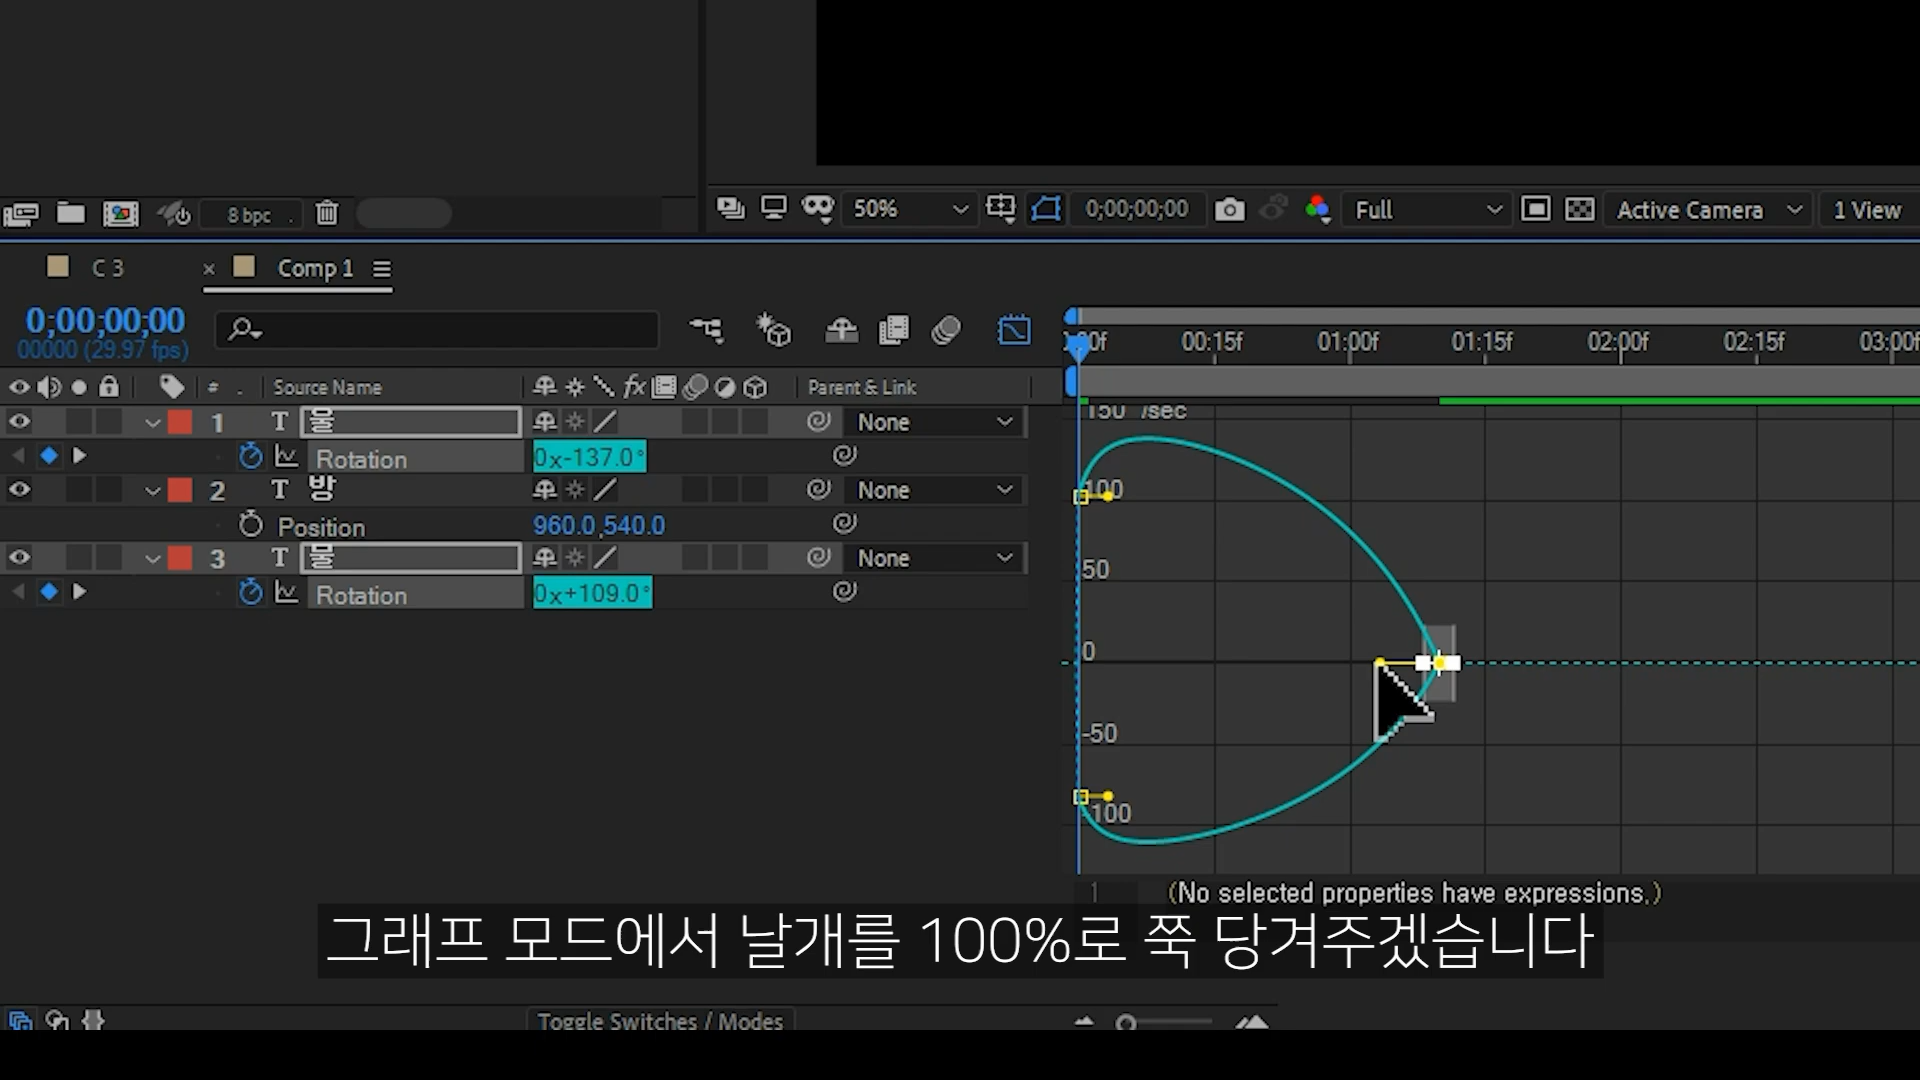 8 bpc
50%
0;00;00;00
Full
Active Camera
1 View
C 3
× Comp 1
0;00;00;00
00000 (29.97 fps)
:00f 00:15f 01:00f 01:15f 02:00f 02:15f 03:00f
# . Source Name fx Parent & Link
150 /sec
1 T 물 None
Rotation 0x-137.0°
2 T 방 None
100
Position 960.0,540.0
3 T 물 None
50
Rotation 0x+109.0°
0
-50
-100
1 (No selected properties have expressions.)
그래프 모드에서 날개를 100%로 쭉 당겨주겠습니다
Toggle Switches / Modes